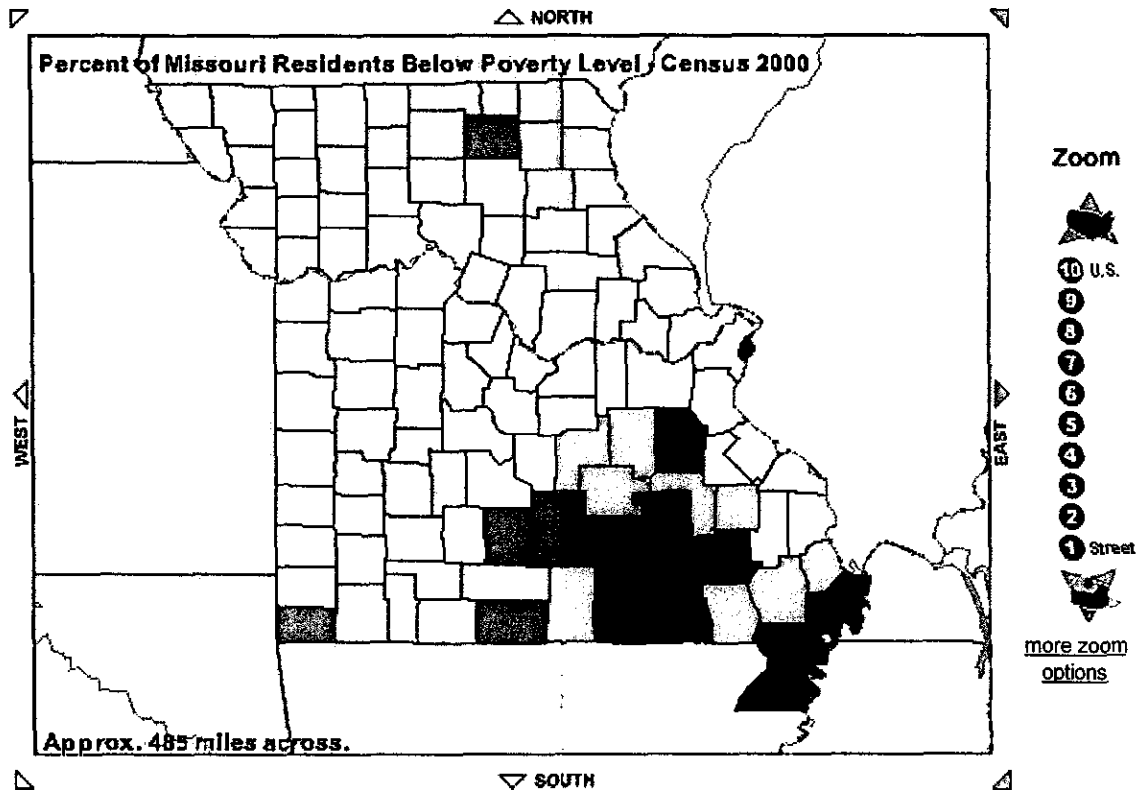 NORTH
Percent of Missouri Residents Below Poverty Level - Census 2000
Zoom
10 U.S.
9
8
7
6
5
4
3
2
1 Street
more zoom
options
WEST
EAST
Approx. 485 miles across.
SOUTH